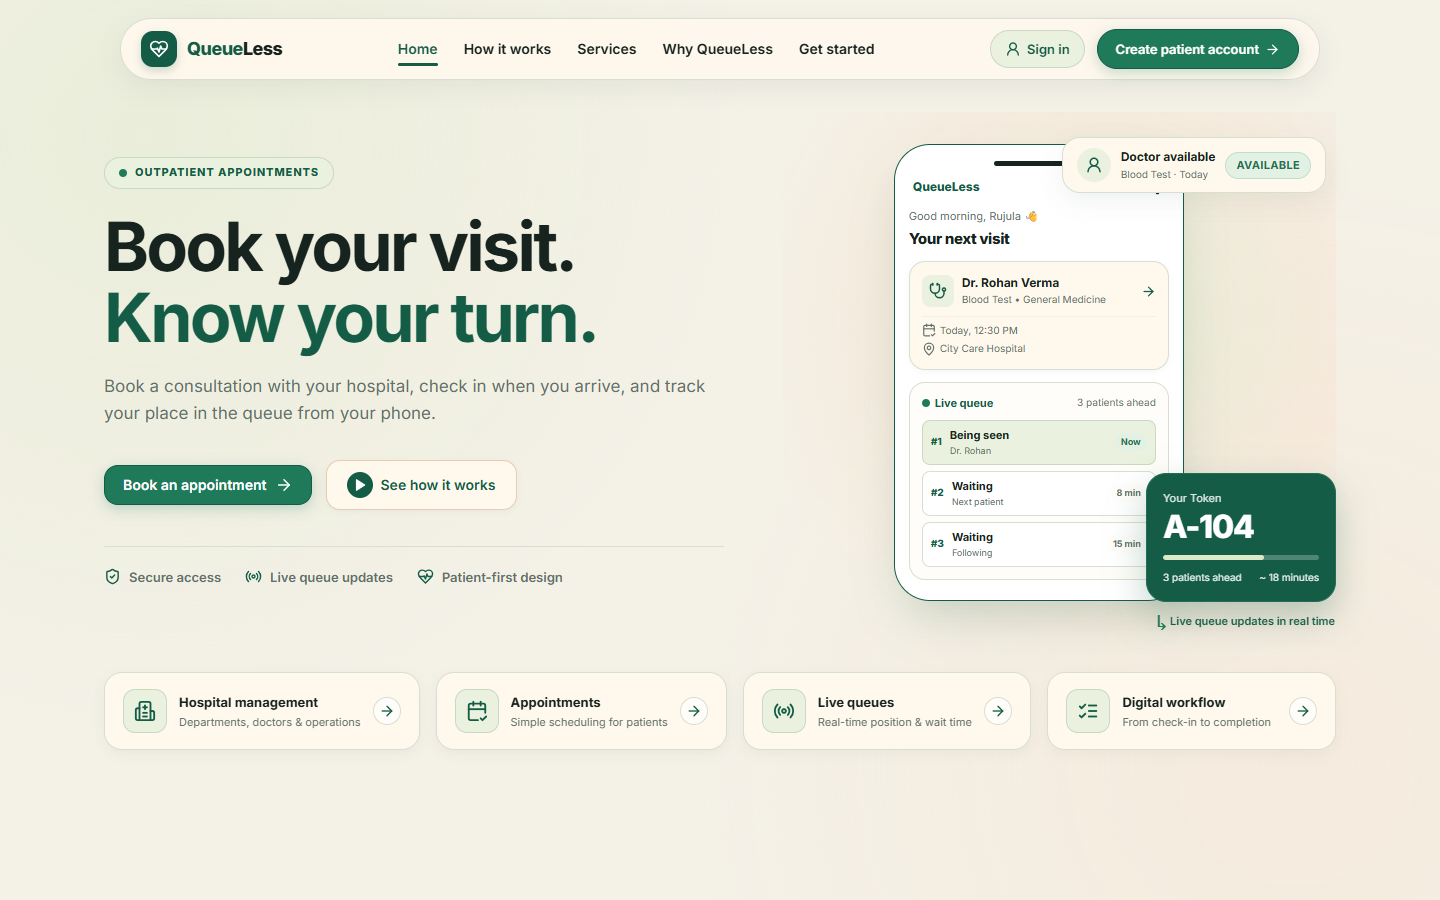 QueueLess
Home
How it works
Services
Why QueueLess
Get started
Sign in
Create patient account
OUTPATIENT APPOINTMENTS
Book your visit.
Know your turn.
Book a consultation with your hospital, check in when you arrive, and track
your place in the queue from your phone.
Book an appointment
See how it works
Secure access
Live queue updates
Patient-first design
Doctor available
Blood Test · Today
AVAILABLE
QueueLess
Good morning, Rujula 👋
Your next visit
Dr. Rohan Verma
Blood Test • General Medicine
Today, 12:30 PM
City Care Hospital
Live queue
3 patients ahead
#1
Being seen
Dr. Rohan
Now
#2
Waiting
Next patient
8 min
#3
Waiting
Following
15 min
Your Token
A-104
3 patients ahead
~ 18 minutes
Live queue updates in real time
Hospital management
Departments, doctors & operations
Appointments
Simple scheduling for patients
Live queues
Real-time position & wait time
Digital workflow
From check-in to completion